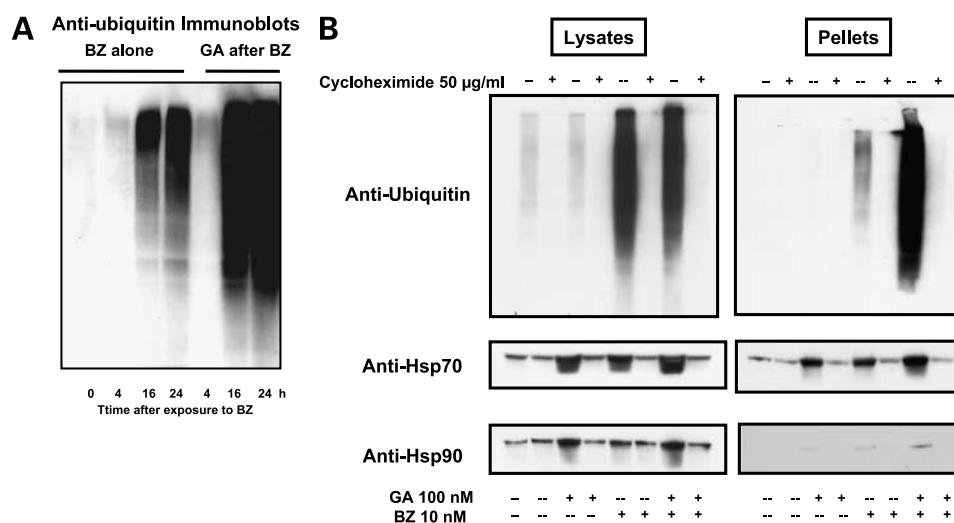 A
Anti-ubiquitin Immunoblots
BZ alone GA after BZ
0 4 16 24 4 16 24 h
Ttime after exposure to BZ
B
Lysates Pellets
Cycloheximide 50 µg/ml – + -- + -- + – + – + -- + -- + -- +
Anti-Ubiquitin
Anti-Hsp70
Anti-Hsp90
GA 100 nM – -- + + -- -- + + -- -- + + -- -- + +
BZ 10 nM – -- – -- + + + + -- -- -- -- + + + +